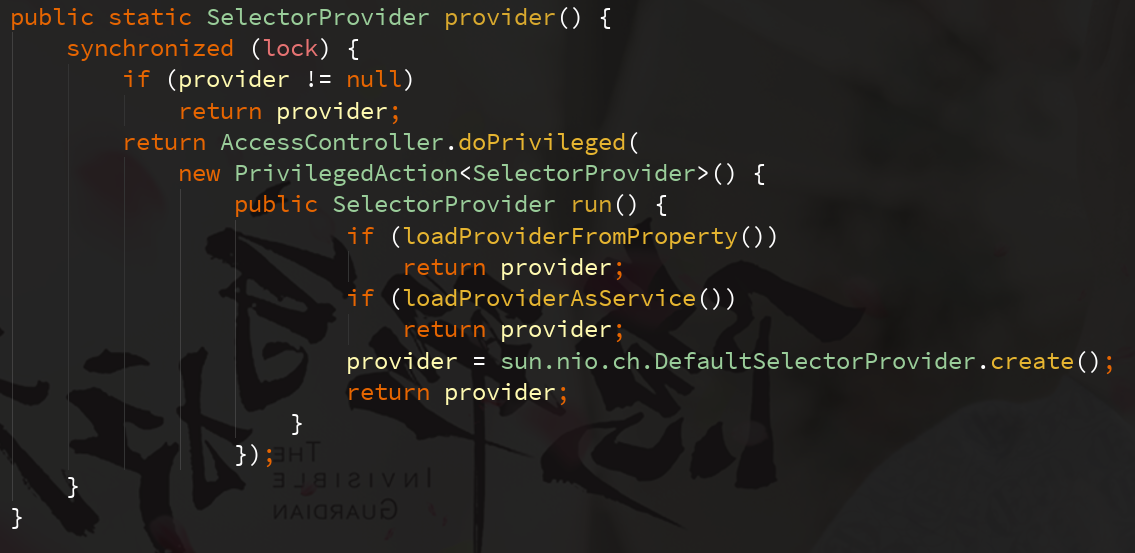 public static SelectorProvider provider() {
    synchronized (lock) {
        if (provider != null)
            return provider;
        return AccessController.doPrivileged(
            new PrivilegedAction<SelectorProvider>() {
                public SelectorProvider run() {
                        if (loadProviderFromProperty())
                            return provider;
                        if (loadProviderAsService())
                            return provider;
                        provider = sun.nio.ch.DefaultSelectorProvider.create();
                        return provider;
                    }
                });
    }
}
THE
INVISIBLE
GUARDIAN